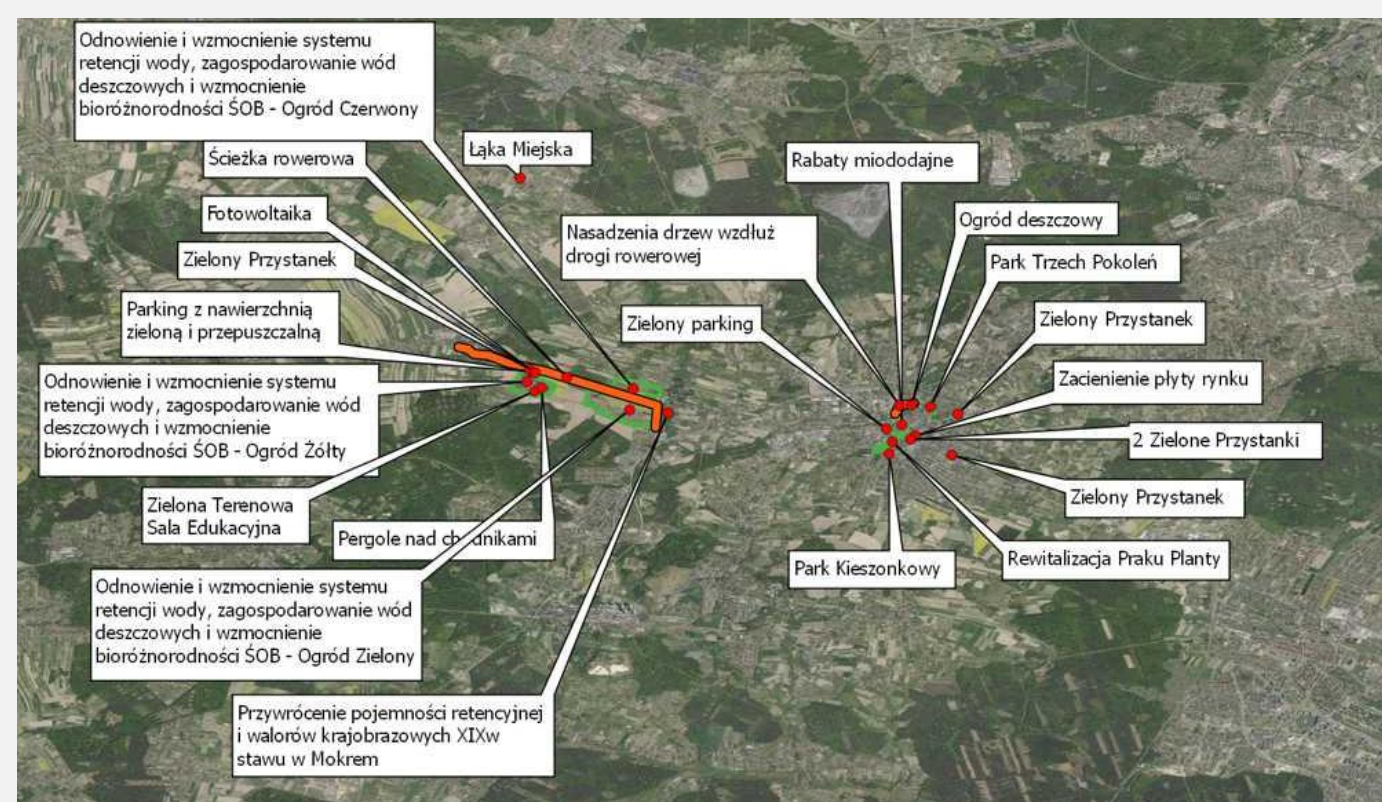 Odnowienie i wzmocnienie systemu
retencji wody, zagospodarowanie wód
deszczowych i wzmocnienie
bioróżnorodności ŚOB - Ogród Czerwony
Łąka Miejska
Ścieżka rowerowa
Rabaty miododajne
Fotowoltaika
Ogród deszczowy
Nasadzenia drzew wzdłuż
drogi rowerowej
Zielony Przystanek
Park Trzech Pokoleń
Parking z nawierzchnią
zieloną i przepuszczalną
Zielony parking
Zielony Przystanek
Odnowienie i wzmocnienie systemu
retencji wody, zagospodarowanie wód
deszczowych i wzmocnienie
bioróżnorodności ŚOB - Ogród Żółty
Zacienienie płyty rynku
2 Zielone Przystanki
Zielona Terenowa
Sala Edukacyjna
Zielony Przystanek
Pergole nad chodnikami
Park Kieszonkowy
Rewitalizacja Praku Planty
Odnowienie i wzmocnienie systemu
retencji wody, zagospodarowanie wód
deszczowych i wzmocnienie
bioróżnorodności ŚOB - Ogród Zielony
Przywrócenie pojemności retencyjnej
i walorów krajobrazowych XIXw
stawu w Mokrem